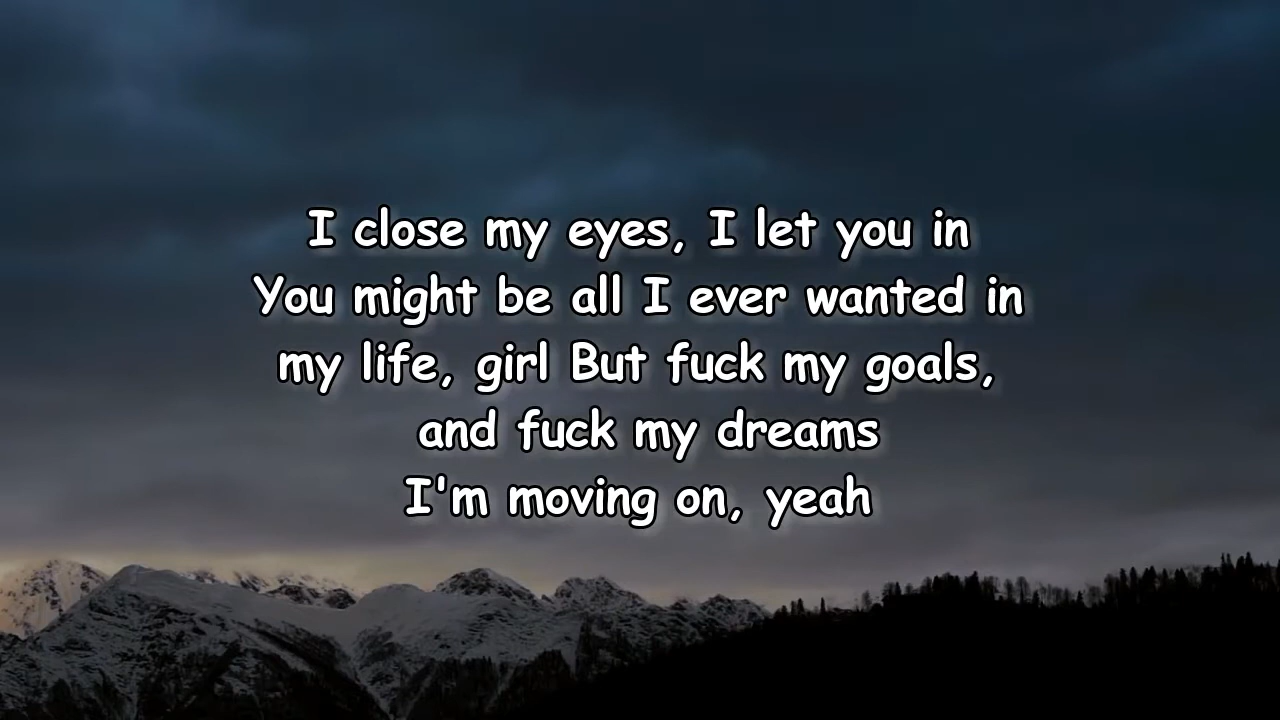 I close my eyes, I let you in
You might be all I ever wanted in
my life, girl But fuck my goals,
and fuck my dreams
I'm moving on, yeah